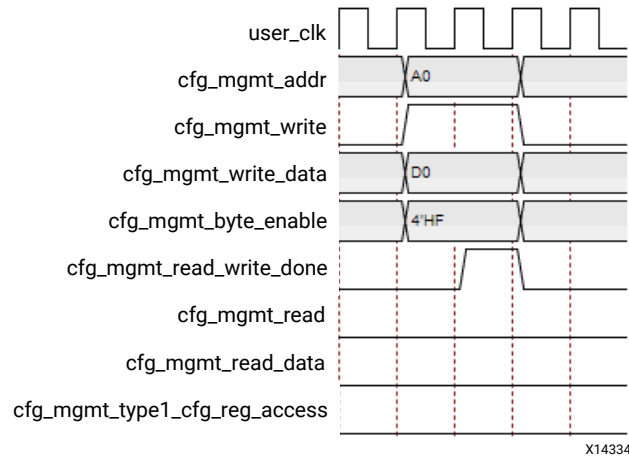 user_clk
cfg_mgmt_addr
A0
cfg_mgmt_write
cfg_mgmt_write_data
D0
cfg_mgmt_byte_enable
4'HF
cfg_mgmt_read_write_done
cfg_mgmt_read
cfg_mgmt_read_data
cfg_mgmt_type1_cfg_reg_access
X14334